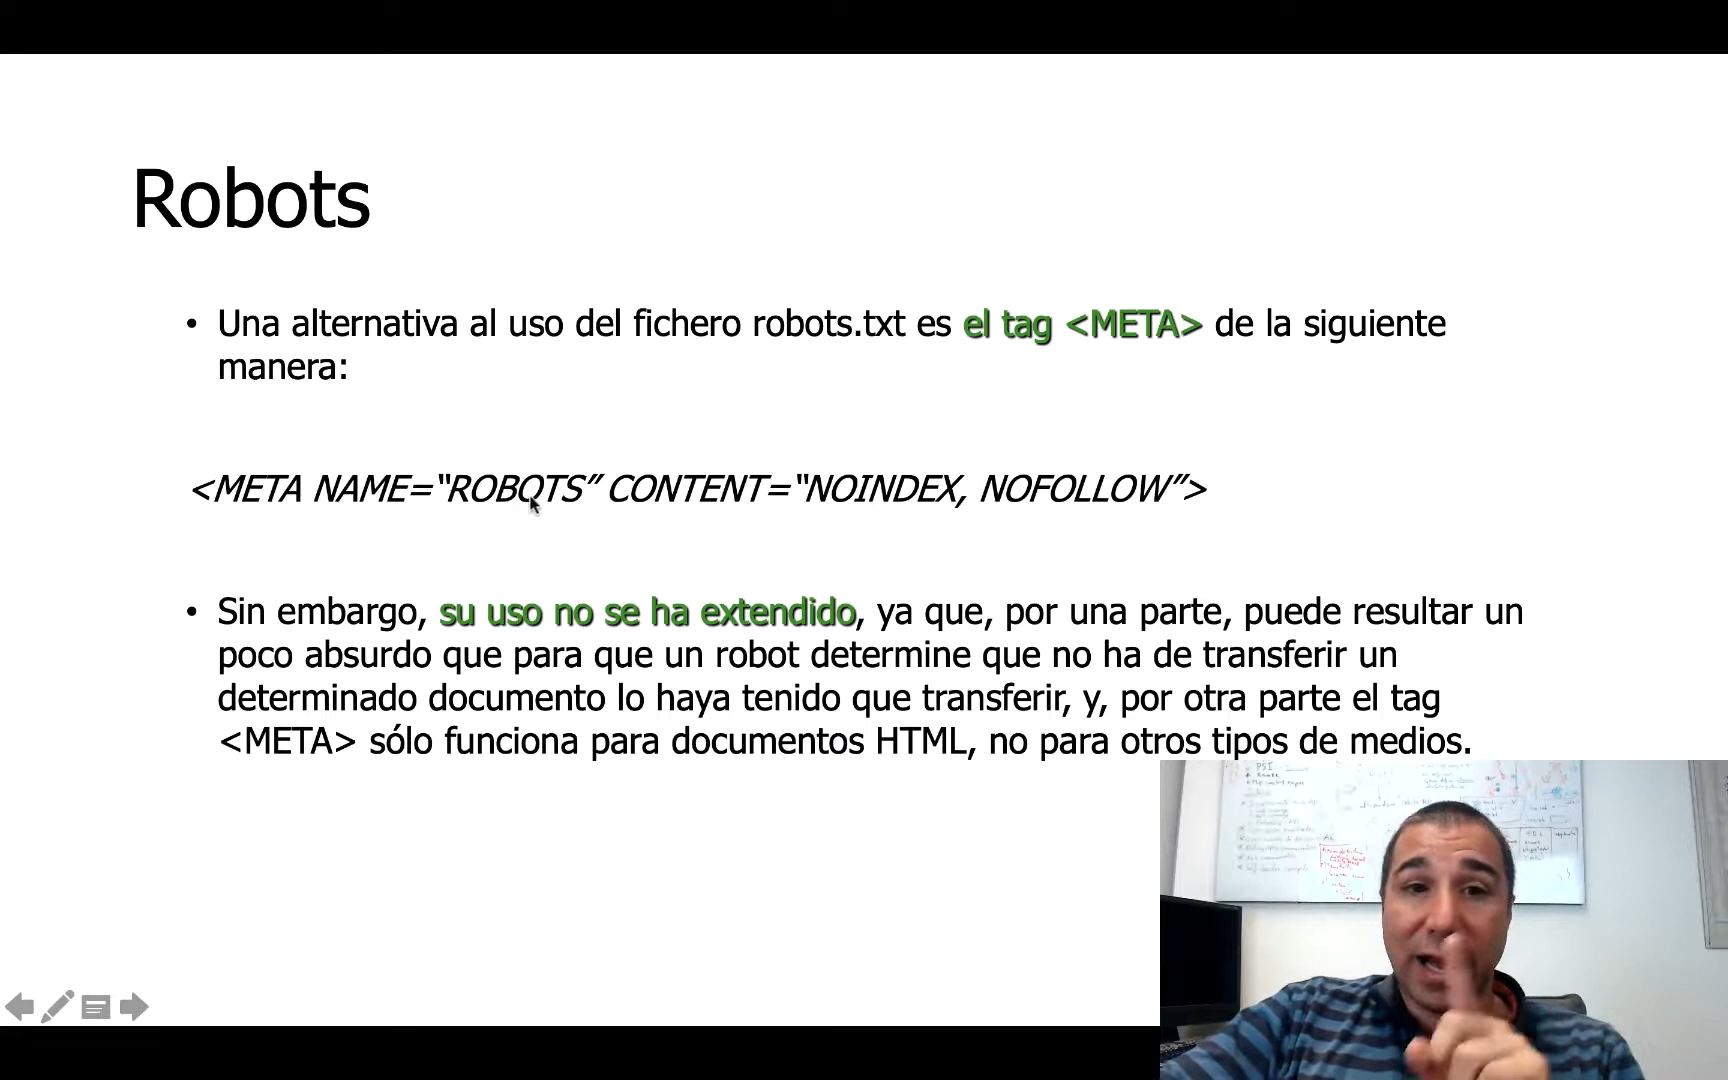 Robots
• Una alternativa al uso del fichero robots.txt es el tag <META> de la siguiente
manera:
<META NAME=“ROBOTS” CONTENT=“NOINDEX, NOFOLLOW”>
• Sin embargo, su uso no se ha extendido, ya que, por una parte, puede resultar un
poco absurdo que para que un robot determine que no ha de transferir un
determinado documento lo haya tenido que transferir, y, por otra parte el tag
<META> sólo funciona para documentos HTML, no para otros tipos de medios.
PSI